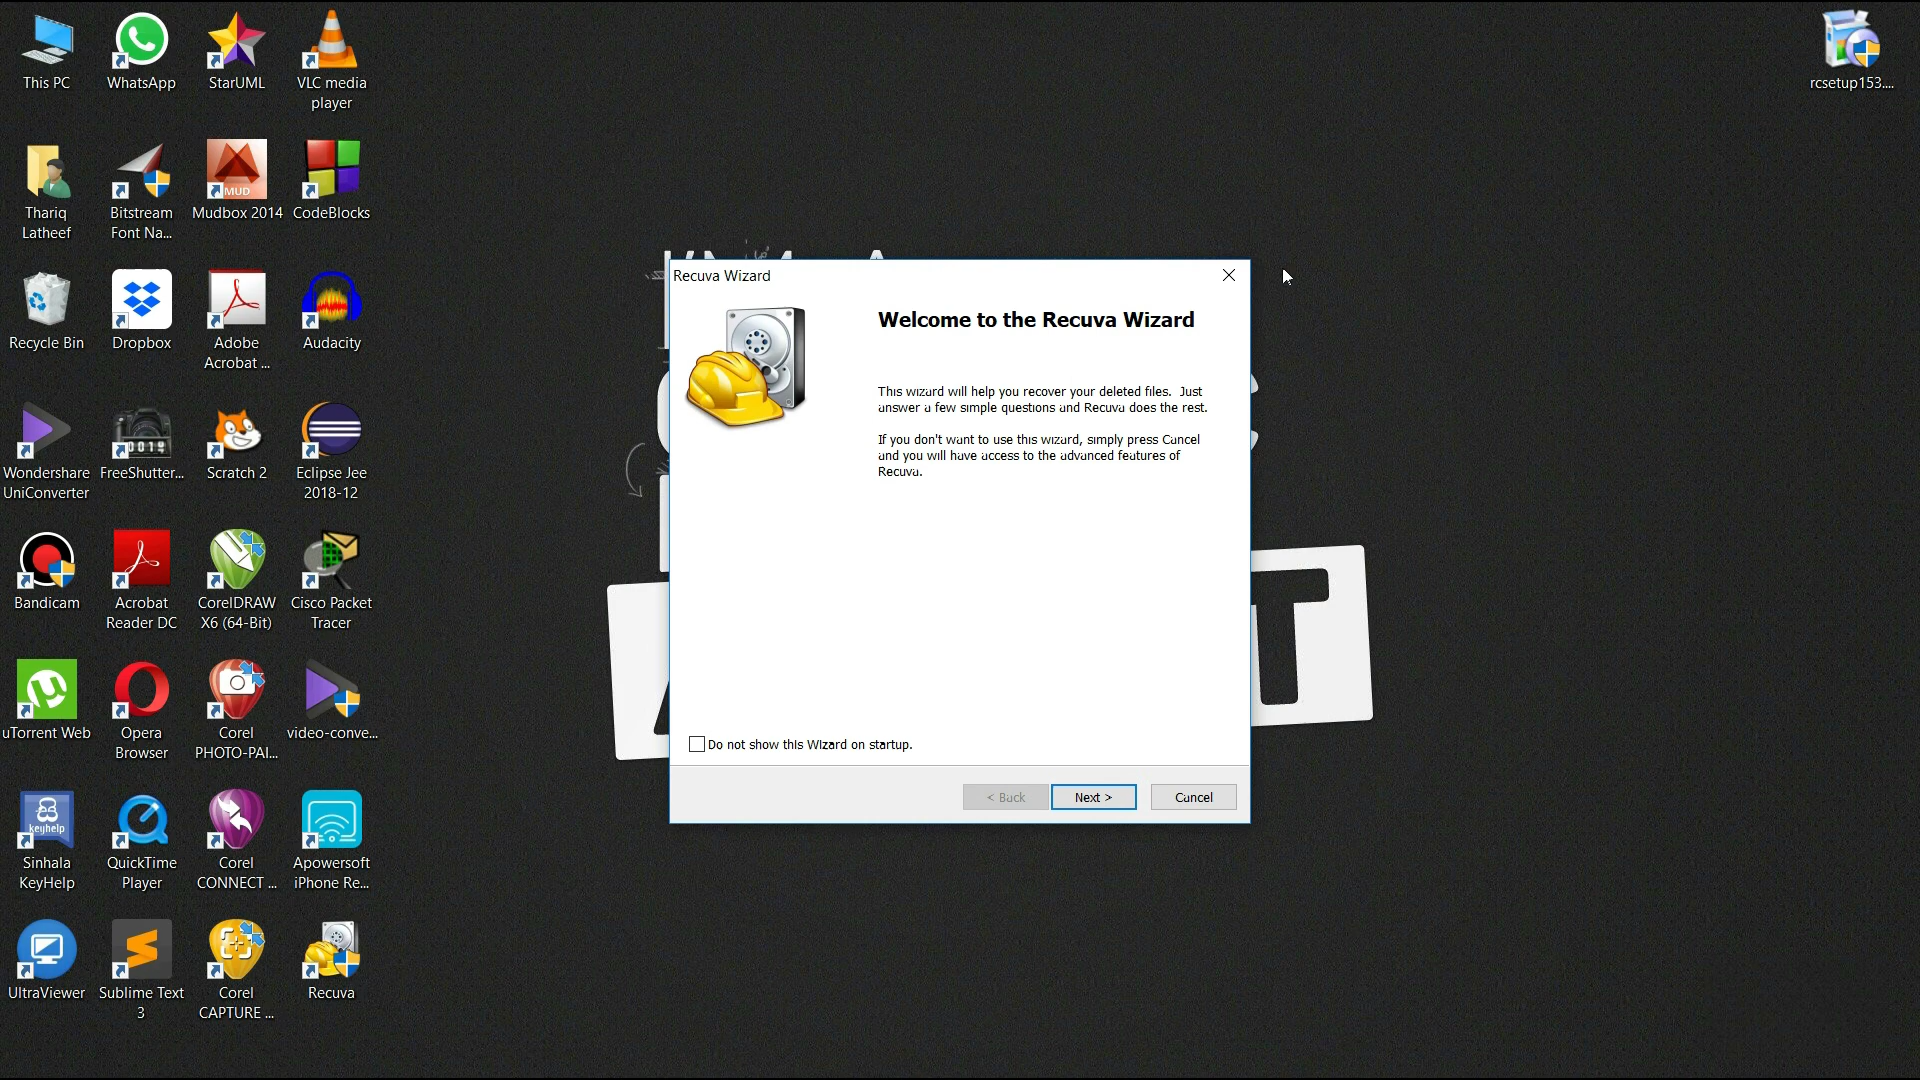 This PC
WhatsApp
StarUML
VLC media
player
rcsetup153....
Thariq
Latheef
Bitstream
Font Na...
MUD
Mudbox 2014
CodeBlocks
Recycle Bin
Dropbox
Adobe
Acrobat ...
Audacity
Wondershare
UniConverter
0019
FreeShutter...
Scratch 2
Eclipse Jee
2018-12
Bandicam
Acrobat
Reader DC
CorelDRAW
X6 (64-Bit)
Cisco Packet
Tracer
uTorrent Web
Opera
Browser
Corel
PHOTO-PAI...
video-conve...
keyhelp
Sinhala
KeyHelp
QuickTime
Player
Corel
CONNECT ...
Apowersoft
iPhone Re...
UltraViewer
Sublime Text
3
Corel
CAPTURE ...
Recuva
Recuva Wizard
Welcome to the Recuva Wizard
This wizard will help you recover your deleted files. Just
answer a few simple questions and Recuva does the rest.
If you don't want to use this wizard, simply press Cancel
and you will have access to the advanced features of
Recuva.
Do not show this Wizard on startup.
< Back
Next >
Cancel
T